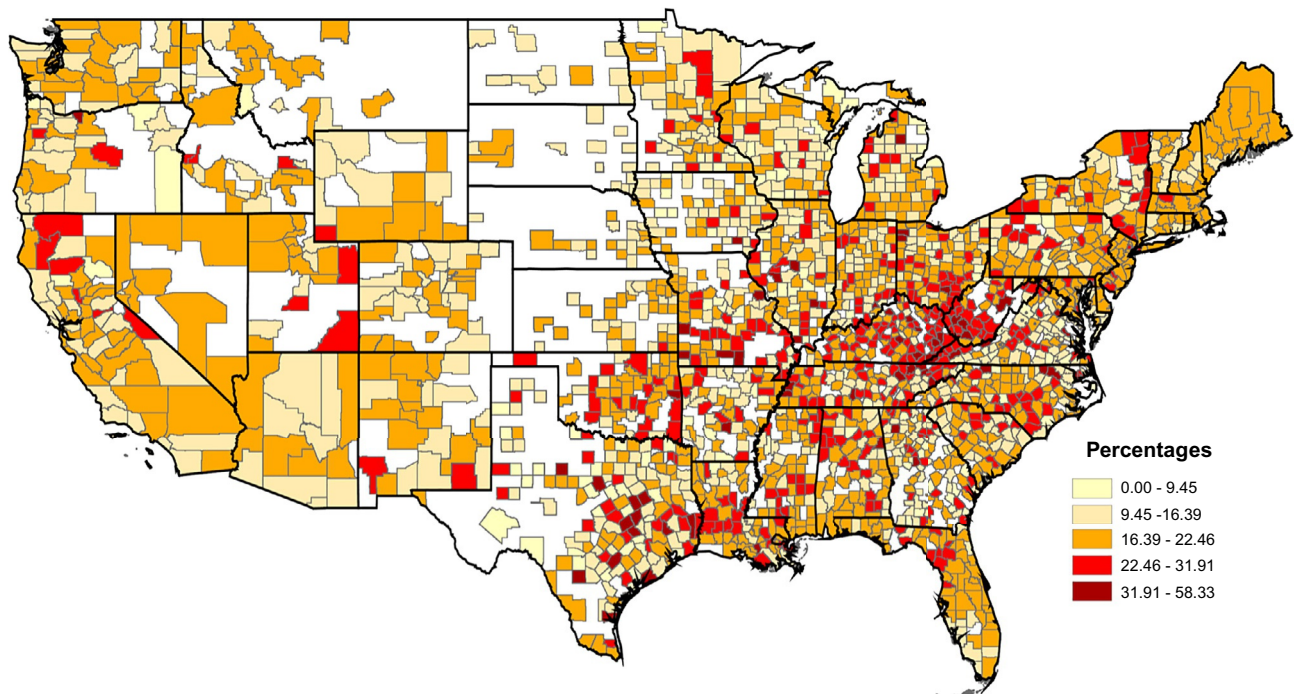 Percentages
0.00 - 9.45
9.45 -16.39
16.39 - 22.46
22.46 - 31.91
31.91 - 58.33